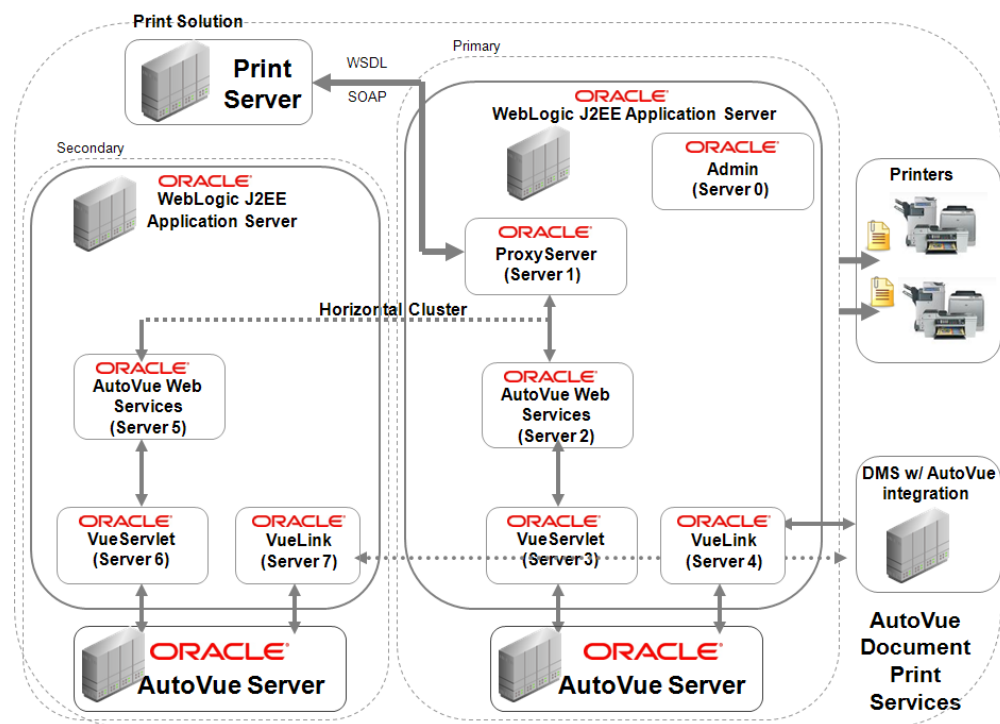 Print Solution
Print
Server
WSDL
SOAP
Primary
ORACLE
WebLogic J2EE Application Server
ORACLE
Admin
(Server 0)
Secondary
ORACLE
WebLogic J2EE
Application Server
Printers
ORACLE
ProxyServer
(Server 1)
Horizontal Cluster
ORACLE
AutoVue Web
Services
(Server 5)
ORACLE
AutoVue Web
Services
(Server 2)
DMS w/ AutoVue
integration
ORACLE
VueServlet
(Server 6)
ORACLE
VueLink
(Server 7)
ORACLE
VueServlet
(Server 3)
ORACLE
VueLink
(Server 4)
ORACLE
AutoVue Server
ORACLE
AutoVue Server
AutoVue
Document
Print
Services